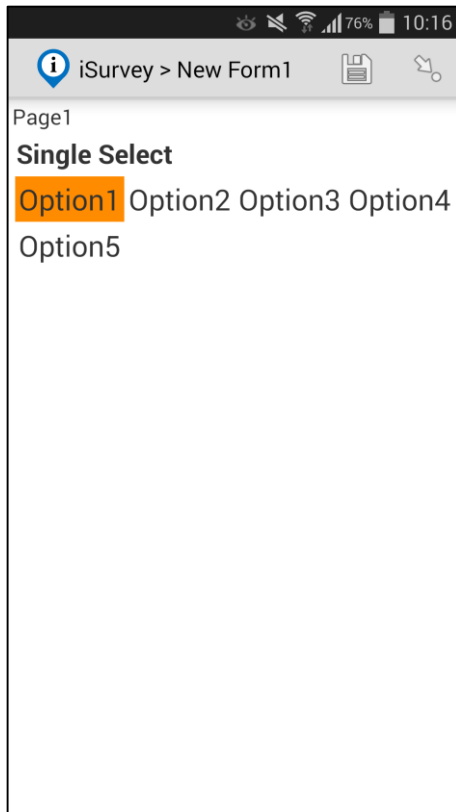 76% 10:16
i iSurvey > New Form1
Page1
Single Select
Option1 Option2 Option3 Option4
Option5